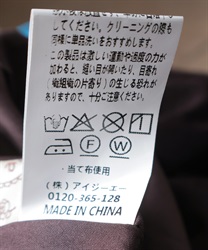 してください。クリーニングの際も
同様に単品洗いをおすすめします。
この製品は激しい運動や過度の力が
加わると、縫い目が開いたり、目寄れ
(縫組織の片寄り)の生じる恐れが
ありますので、十分ご注意ください。
F
W
・当て布使用
(株)アイジーエー
0120-365-128
MADE IN CHINA